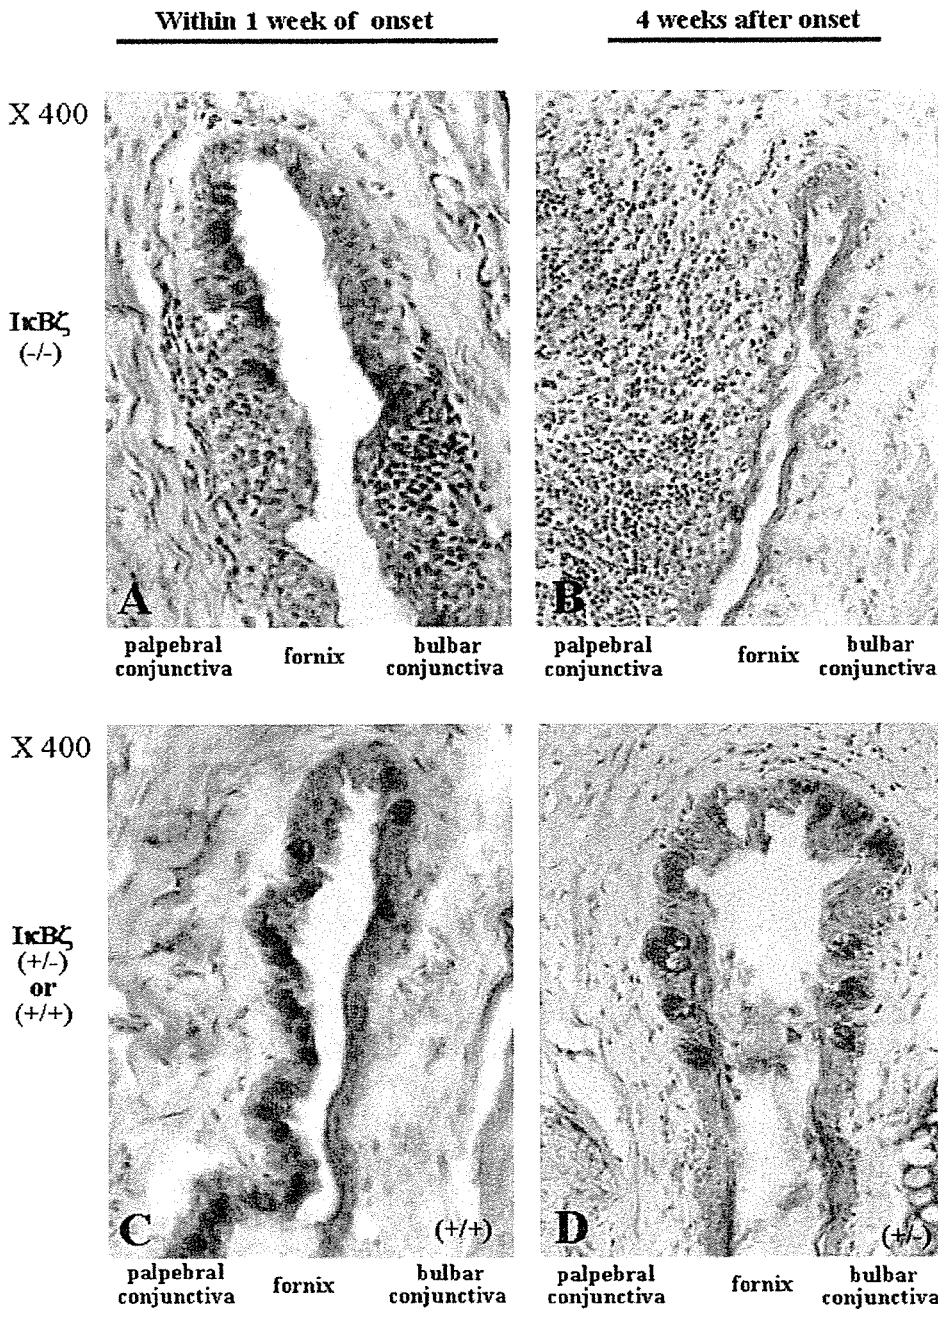 Within 1 week of onset
4 weeks after onset
X 400
IκBζ
(-/-)
A
B
palpebral
conjunctiva
fornix
bulbar
conjunctiva
palpebral
conjunctiva
fornix
bulbar
conjunctiva
X 400
IκBζ
(+/-)
or
(+/+)
C
(+/+)
D
(+/-)
palpebral
conjunctiva
fornix
bulbar
conjunctiva
palpebral
conjunctiva
fornix
bulbar
conjunctiva